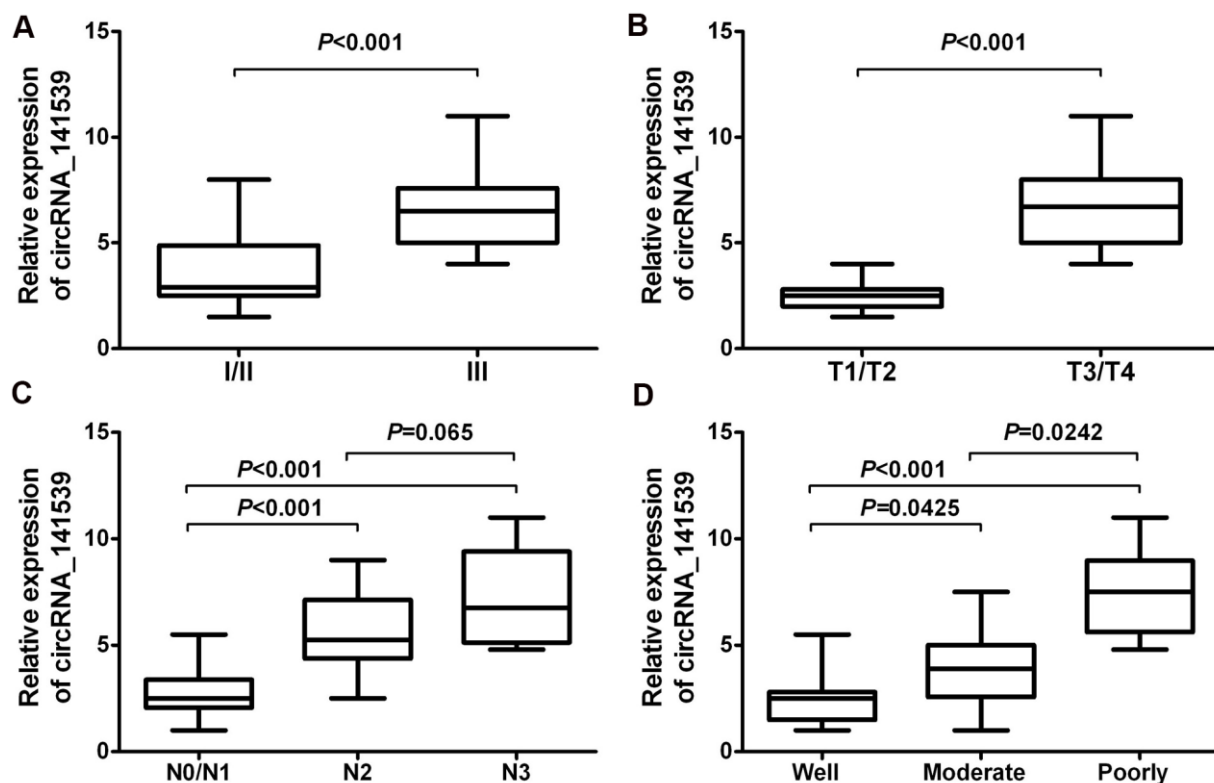 A
Relative expression
of circRNA_141539
15
10
5
0
P<0.001
I/II
III
B
Relative expression
of circRNA_141539
15
10
5
0
P<0.001
T1/T2
T3/T4
C
Relative expression
of circRNA_141539
15
10
5
0
P=0.065
P<0.001
P<0.001
N0/N1
N2
N3
D
Relative expression
of circRNA_141539
15
10
5
0
P=0.0242
P<0.001
P=0.0425
Well
Moderate
Poorly